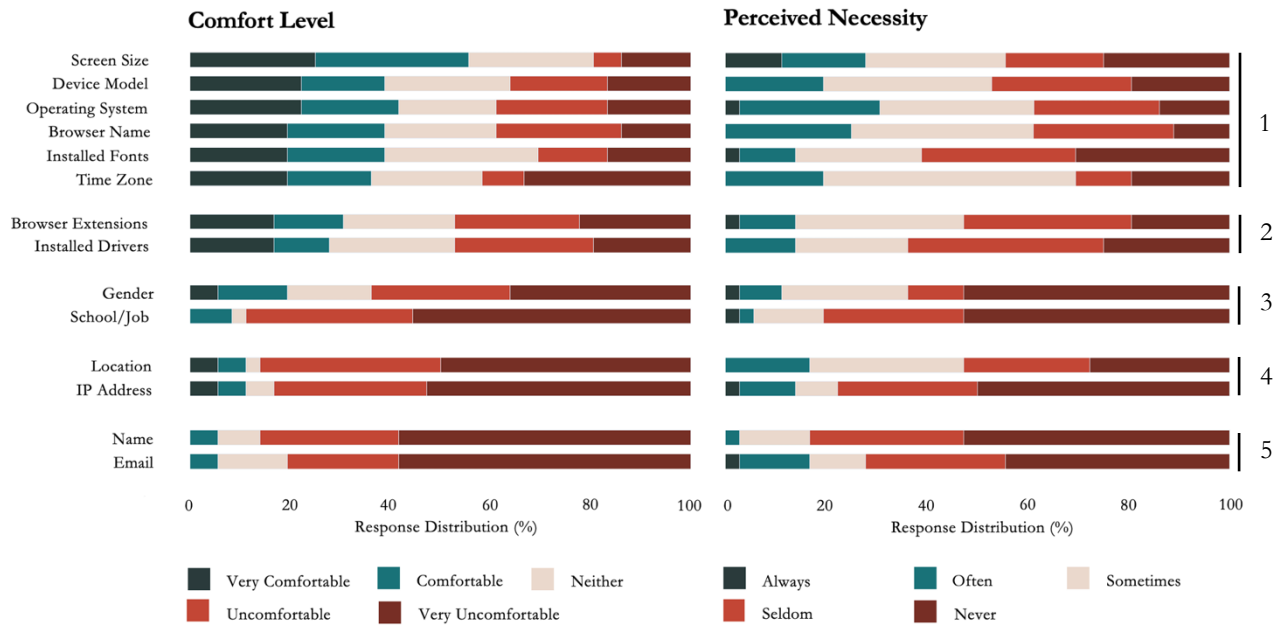 Comfort Level
Perceived Necessity
Screen Size
Device Model
Operating System
Browser Name
Installed Fonts
Time Zone
1
Browser Extensions
Installed Drivers
2
Gender
School/Job
3
Location
IP Address
4
Name
Email
5
0 20 40 60 80 100
Response Distribution (%)
0 20 40 60 80 100
Response Distribution (%)
Very Comfortable Comfortable Neither
Uncomfortable Very Uncomfortable
Always Often Sometimes
Seldom Never